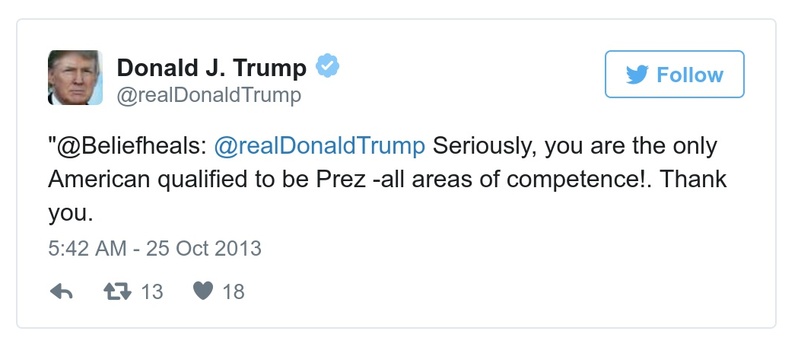 Donald J. Trump
@realDonaldTrump
Follow
"@Beliefheals: @realDonaldTrump Seriously, you are the only
American qualified to be Prez -all areas of competence!. Thank
you.
5:42 AM - 25 Oct 2013
13 18